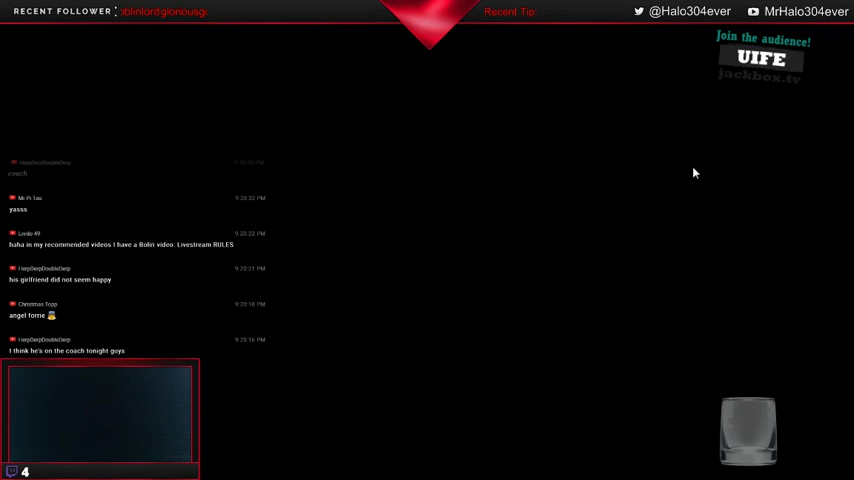 RECENT FOLLOWER :
Recent Tip:
@Halo304ever
MrHalo304ever
Join the audience!
UIFE
jackbox.tv
HerpDerpDoubleDerp
couch
Mr Pi Tau 9:20:32 PM
yasss
Lordo 49 9:20:22 PM
haha in my recommended videos I have a Bolin video: Livestream RULES
HerpDerpDoubleDerp 9:20:21 PM
his girlfriend did not seem happy
Christmas Topp 9:20:18 PM
angel forrie
HerpDerpDoubleDerp 9:20:16 PM
I think he's on the coach tonight guys
4